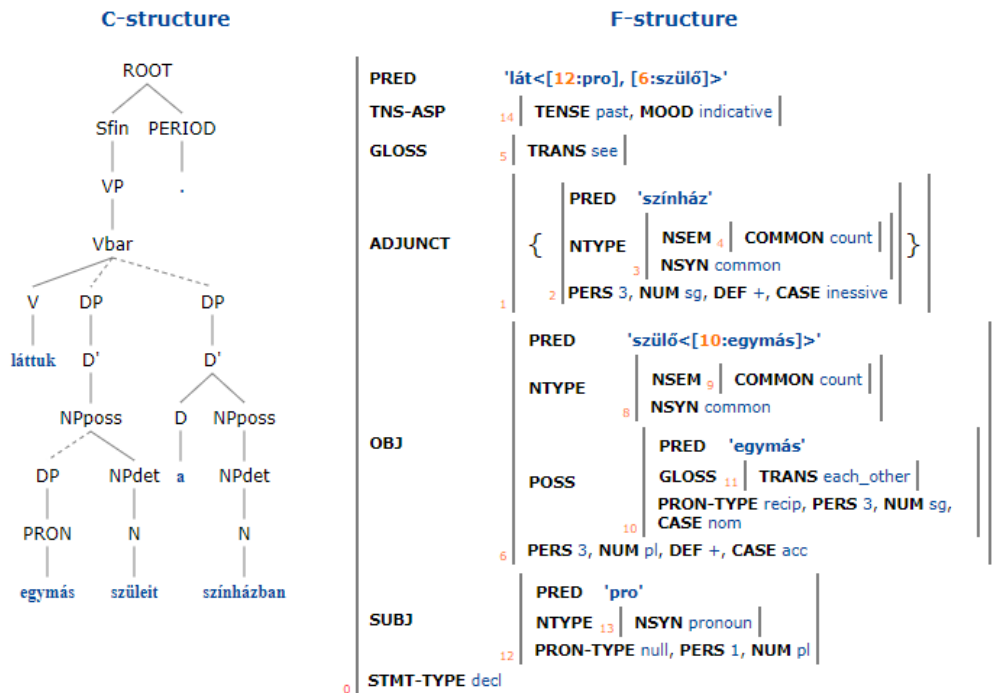 C-structure
F-structure
ROOT
Sfin PERIOD
VP .
Vbar
V DP DP
láttuk D' D'
NPposs D NPposs
DP NPdet a NPdet
PRON N N
egymás szüleit színházban
PRED 'lát<[12:pro], [6:szülő]>'
TNS-ASP 14 TENSE past, MOOD indicative
GLOSS 5 TRANS see
PRED 'színház'
ADJUNCT { NTYPE NSEM 4 COMMON count }
3 NSYN common
1 2 PERS 3, NUM sg, DEF +, CASE inessive
PRED 'szülő<[10:egymás]>'
NTYPE NSEM 9 COMMON count
8 NSYN common
OBJ
PRED 'egymás'
POSS GLOSS 11 TRANS each_other
PRON-TYPE recip, PERS 3, NUM sg,
10 CASE nom
6 PERS 3, NUM pl, DEF +, CASE acc
PRED 'pro'
SUBJ NTYPE 13 NSYN pronoun
12 PRON-TYPE null, PERS 1, NUM pl
0 STMT-TYPE decl